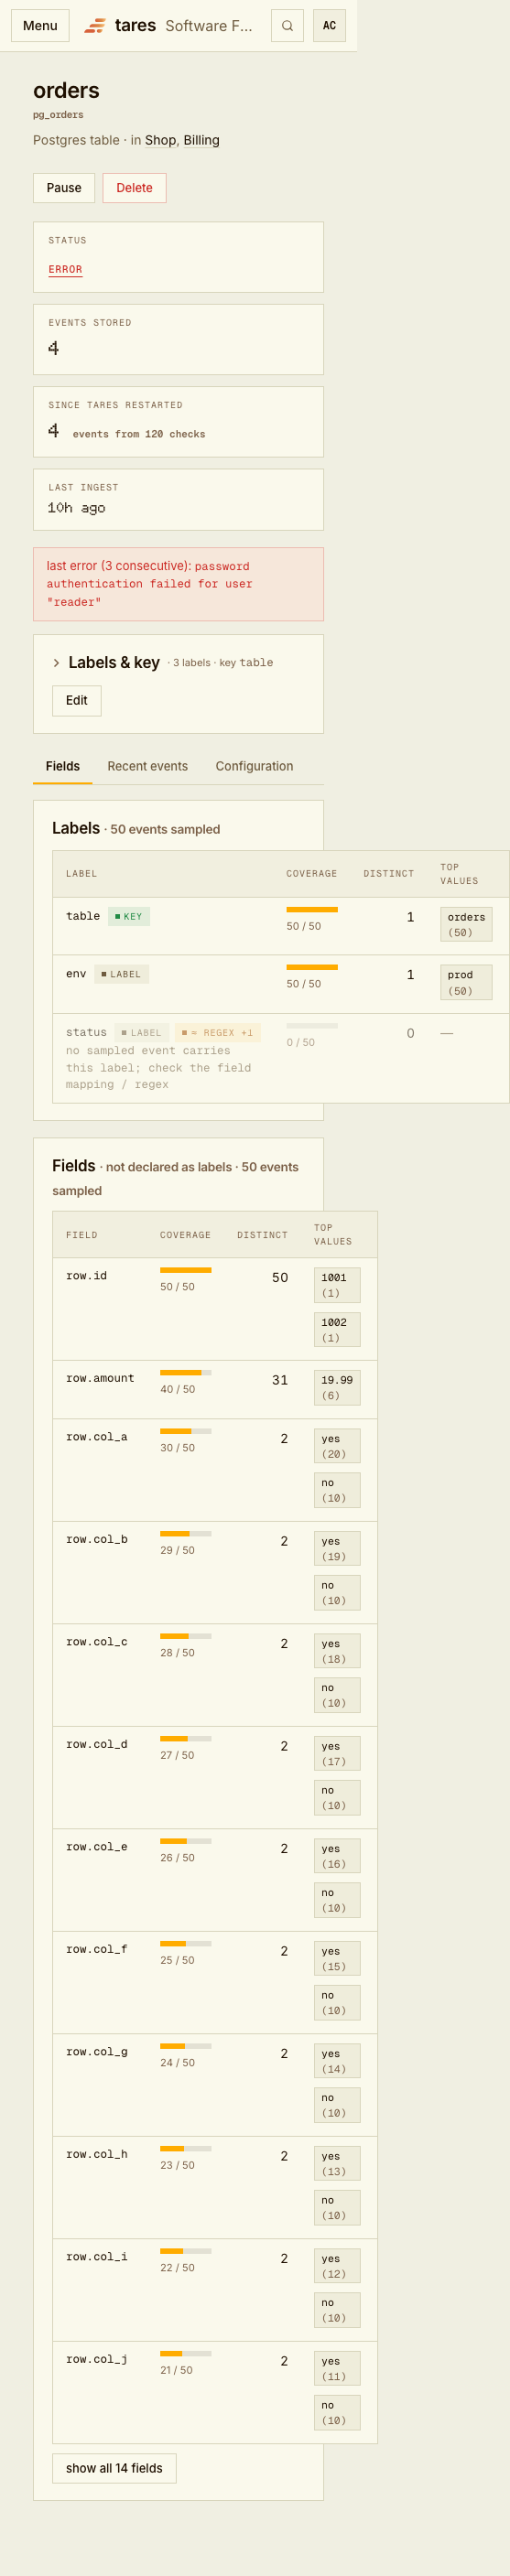 Menu tares Software F... AC
orders
pg_orders
Postgres table · in Shop, Billing
Pause Delete
STATUS
ERROR
EVENTS STORED
4
SINCE TARES RESTARTED
4 events from 120 checks
LAST INGEST
10h ago
last error (3 consecutive): password
authentication failed for user
"reader"
Labels & key · 3 labels · key table
Edit
Fields Recent events Configuration
Labels · 50 events sampled
LABEL COVERAGE DISTINCT TOP
VALUES
table KEY 50 / 50 1 orders
(50)
env LABEL 50 / 50 1 prod
(50)
status LABEL = REGEX +1 0 / 50 0 —
no sampled event carries
this label; check the field
mapping / regex
Fields · not declared as labels · 50 events
sampled
FIELD COVERAGE DISTINCT TOP
VALUES
row.id 50 / 50 50 1001
(1)
1002
(1)
row.amount 40 / 50 31 19.99
(6)
row.col_a 30 / 50 2 yes
(20)
no
(10)
row.col_b 29 / 50 2 yes
(19)
no
(10)
row.col_c 28 / 50 2 yes
(18)
no
(10)
row.col_d 27 / 50 2 yes
(17)
no
(10)
row.col_e 26 / 50 2 yes
(16)
no
(10)
row.col_f 25 / 50 2 yes
(15)
no
(10)
row.col_g 24 / 50 2 yes
(14)
no
(10)
row.col_h 23 / 50 2 yes
(13)
no
(10)
row.col_i 22 / 50 2 yes
(12)
no
(10)
row.col_j 21 / 50 2 yes
(11)
no
(10)
show all 14 fields